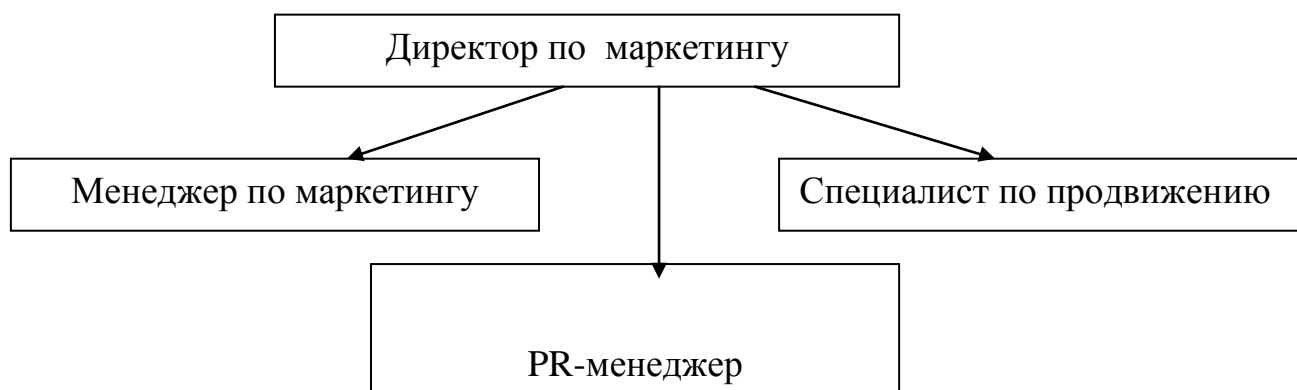 Директор по маркетингу
Менеджер по маркетингу
Специалист по продвижению
PR-менеджер